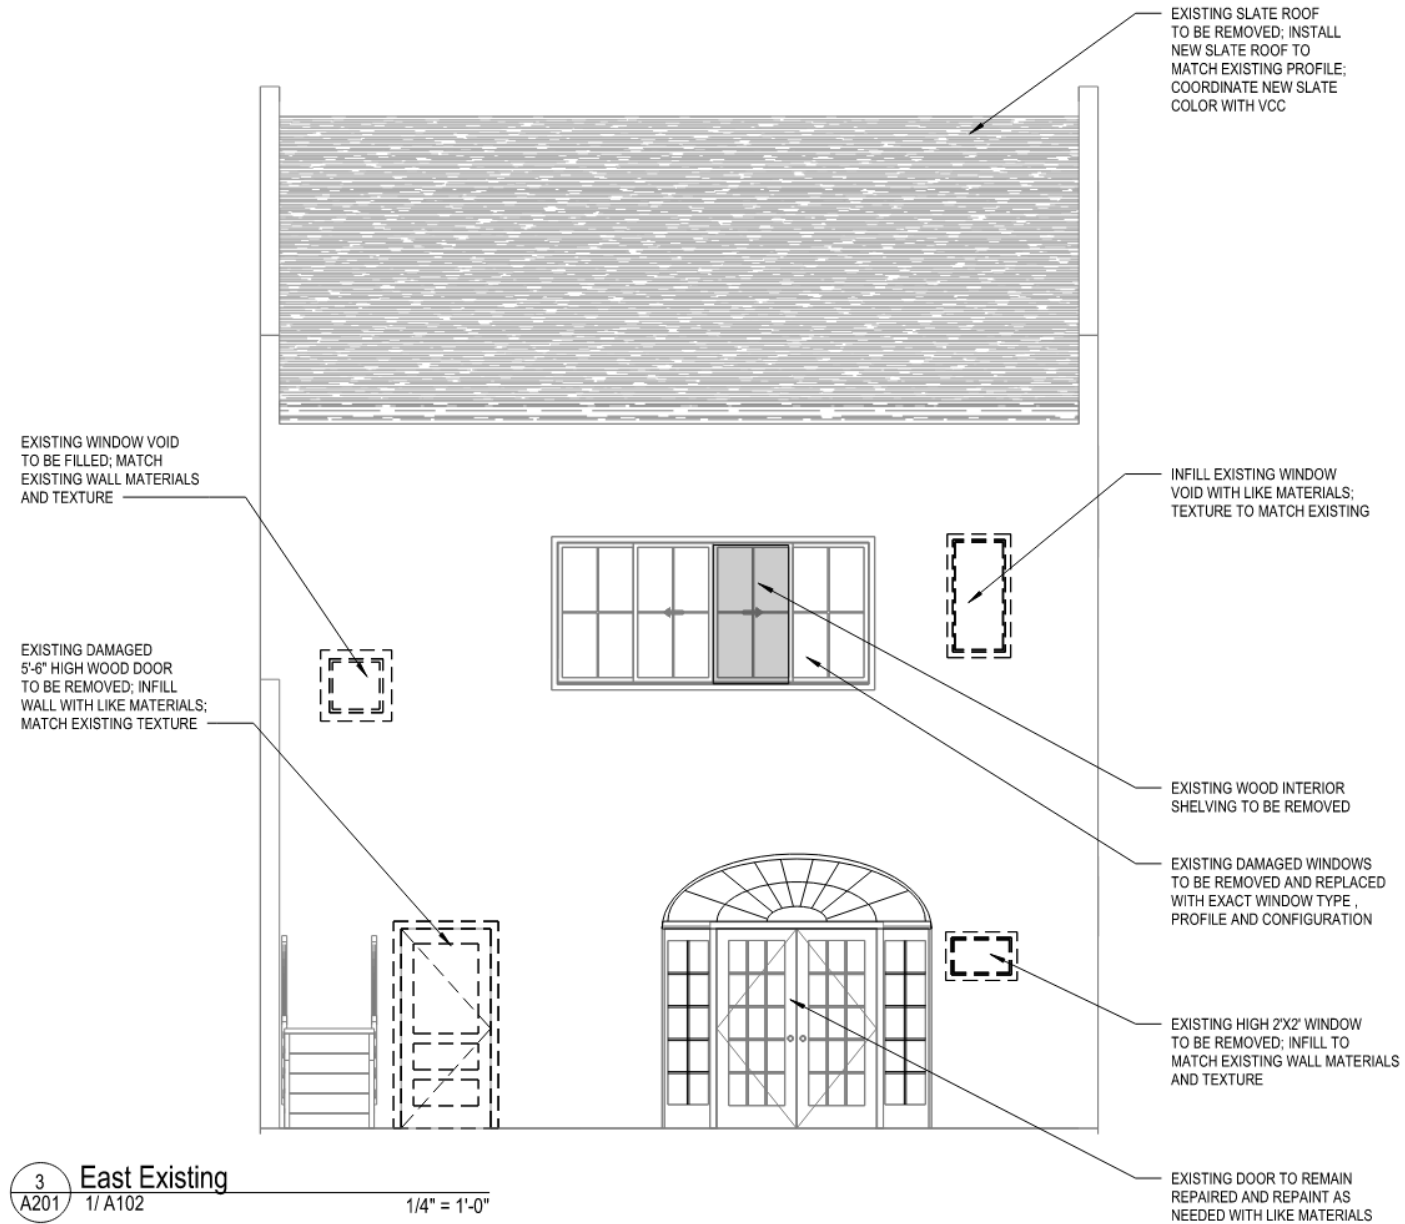 EXISTING SLATE ROOF
TO BE REMOVED; INSTALL
NEW SLATE ROOF TO
MATCH EXISTING PROFILE;
COORDINATE NEW SLATE
COLOR WITH VCC
EXISTING WINDOW VOID
TO BE FILLED; MATCH
EXISTING WALL MATERIALS
AND TEXTURE
INFILL EXISTING WINDOW
VOID WITH LIKE MATERIALS;
TEXTURE TO MATCH EXISTING
EXISTING DAMAGED
5'-6" HIGH WOOD DOOR
TO BE REMOVED; INFILL
WALL WITH LIKE MATERIALS;
MATCH EXISTING TEXTURE
EXISTING WOOD INTERIOR
SHELVING TO BE REMOVED
EXISTING DAMAGED WINDOWS
TO BE REMOVED AND REPLACED
WITH EXACT WINDOW TYPE ,
PROFILE AND CONFIGURATION
EXISTING HIGH 2'X2' WINDOW
TO BE REMOVED; INFILL TO
MATCH EXISTING WALL MATERIALS
AND TEXTURE
EXISTING DOOR TO REMAIN
REPAIRED AND REPAINT AS
NEEDED WITH LIKE MATERIALS
3
A201
East Existing
1/ A102
1/4" = 1'-0"